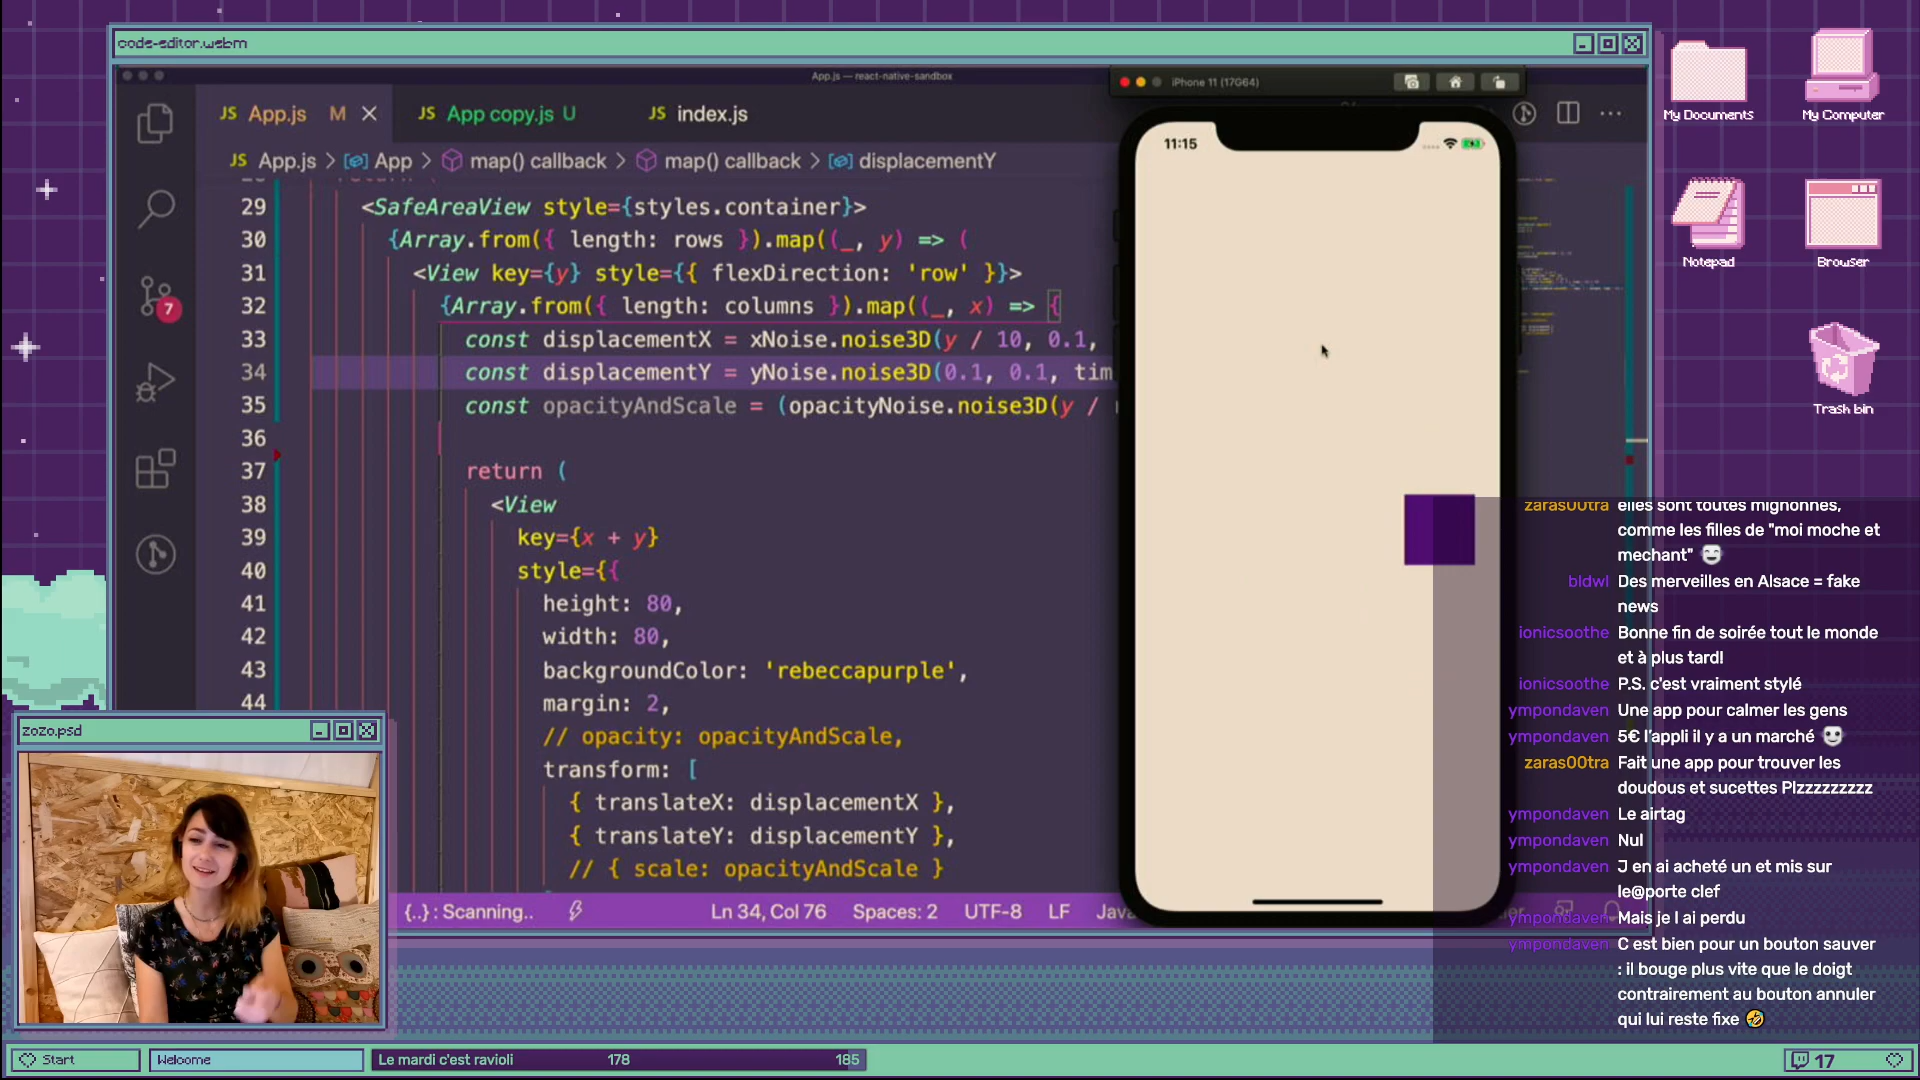 code-editor.webm
App.js — react-native-sandbox
JS App.js M
JS App copy.js U
JS index.js
JS App.js > App > map() callback > map() callback > displacementY
29 <SafeAreaView style={styles.container}>
30 {Array.from({ length: rows }).map((_, y) => (
31 <View key={y} style={{ flexDirection: 'row' }}>
32 {Array.from({ length: columns }).map((_, x) => {
33 const displacementX = xNoise.noise3D(y / 10, 0.1,
34 const displacementY = yNoise.noise3D(0.1, 0.1, tim
35 const opacityAndScale = (opacityNoise.noise3D(y /
36
37 return (
38 <View
39 key={x + y}
40 style={{
41 height: 80,
42 width: 80,
43 backgroundColor: 'rebeccapurple',
44 margin: 2,
// opacity: opacityAndScale,
transform: [
{ translateX: displacementX },
{ translateY: displacementY },
// { scale: opacityAndScale }
7
{..} : Scanning..
Ln 34, Col 76
Spaces: 2
UTF-8
LF
iPhone 11 (17G64)
11:15
My Documents
My Computer
Notepad
Browser
Trash bin
zaras00tra elles sont toutes mignonnes,
comme les filles de "moi moche et
mechant"
bldwl Des merveilles en Alsace = fake
news
ionicsoothe Bonne fin de soirée tout le monde
et à plus tard!
ionicsoothe P.S. c'est vraiment stylé
ympondaven Une app pour calmer les gens
ympondaven 5€ l'appli il y a un marché
zaras00tra Fait une app pour trouver les
doudous et sucettes Plzzzzzzzzz
ympondaven Le airtag
ympondaven Nul
ympondaven J en ai acheté un et mis sur
le@porte clef
ympondaven Mais je l ai perdu
ympondaven C est bien pour un bouton sauver
: il bouge plus vite que le doigt
contrairement au bouton annuler
qui lui reste fixe 🤣
zozo.psd
Start
Welcome
Le mardi c'est ravioli 178 185
17